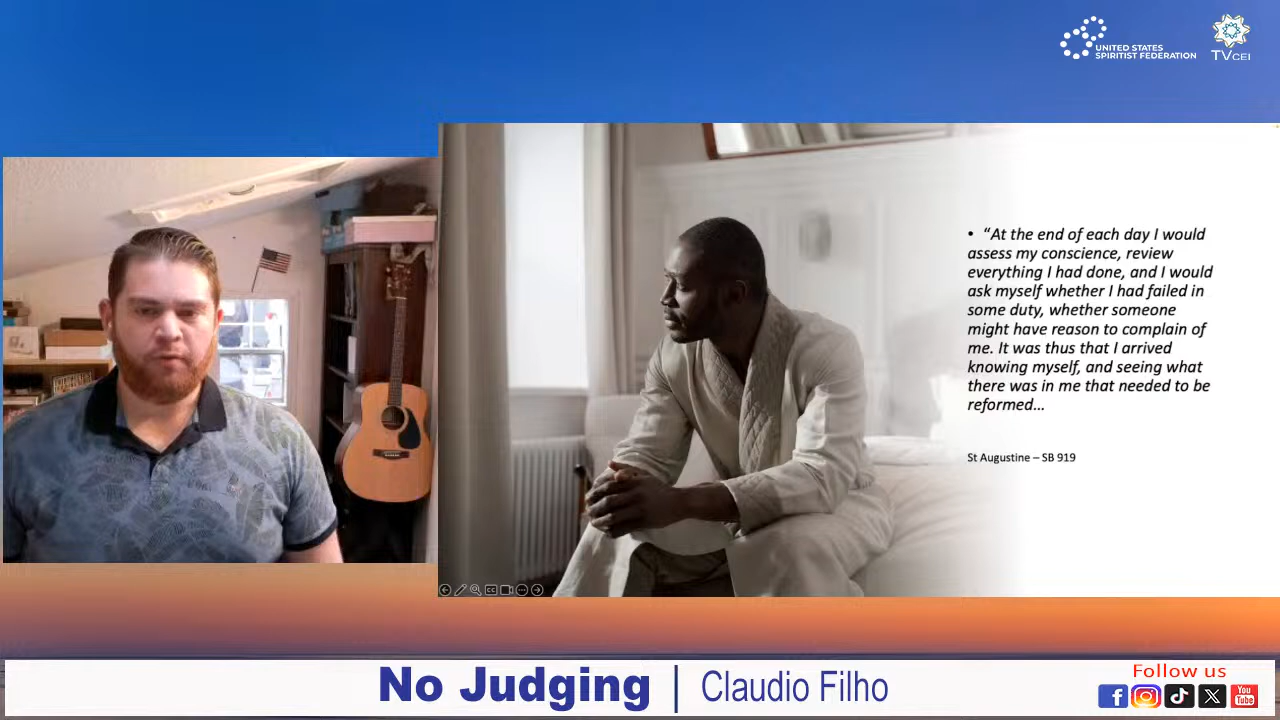 UNITED STATES
SPIRITIST FEDERATION
TVCEI
• “At the end of each day I would
assess my conscience, review
everything I had done, and I would
ask myself whether I had failed in
some duty, whether someone
might have reason to complain of
me. It was thus that I arrived
knowing myself, and seeing what
there was in me that needed to be
reformed…
St Augustine – SB 919
No Judging | Claudio Filho
Follow us
You
Tube